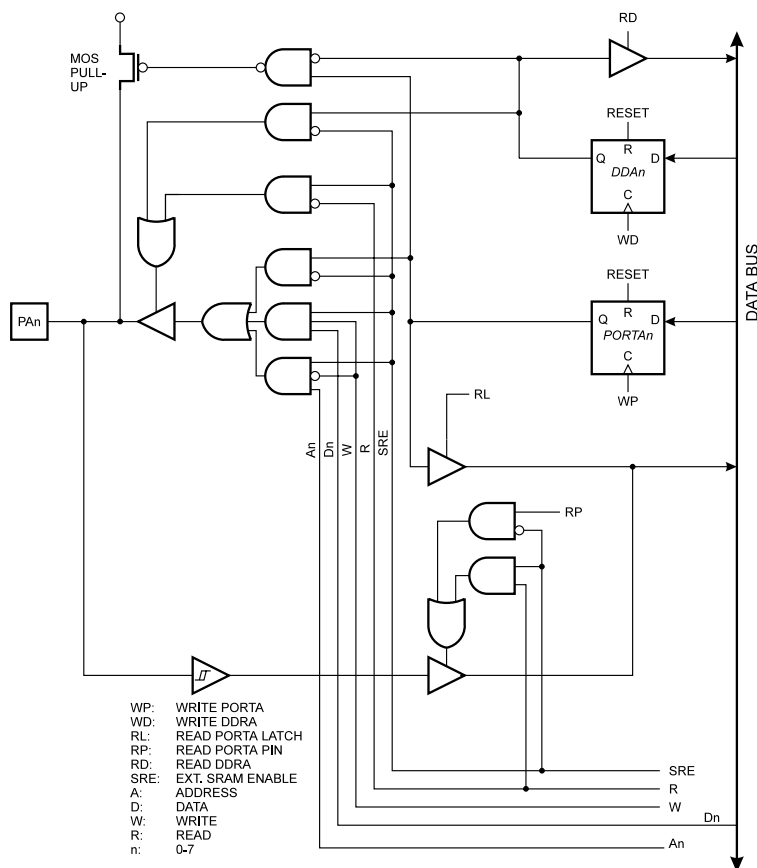 RD
MOS
PULL-
UP
RESET
R
Q
D
DDAn
C
WD
RESET
R
Q
D
PORTAn
C
WP
DATA BUS
PAn
RL
An
Dn
W
R
SRE
RP
WP: WRITE PORTA
WD: WRITE DDRA
RL: READ PORTA LATCH
RP: READ PORTA PIN
RD: READ DDRA
SRE: EXT. SRAM ENABLE
A: ADDRESS
D: DATA
W: WRITE
R: READ
n: 0-7
SRE
R
W
Dn
An